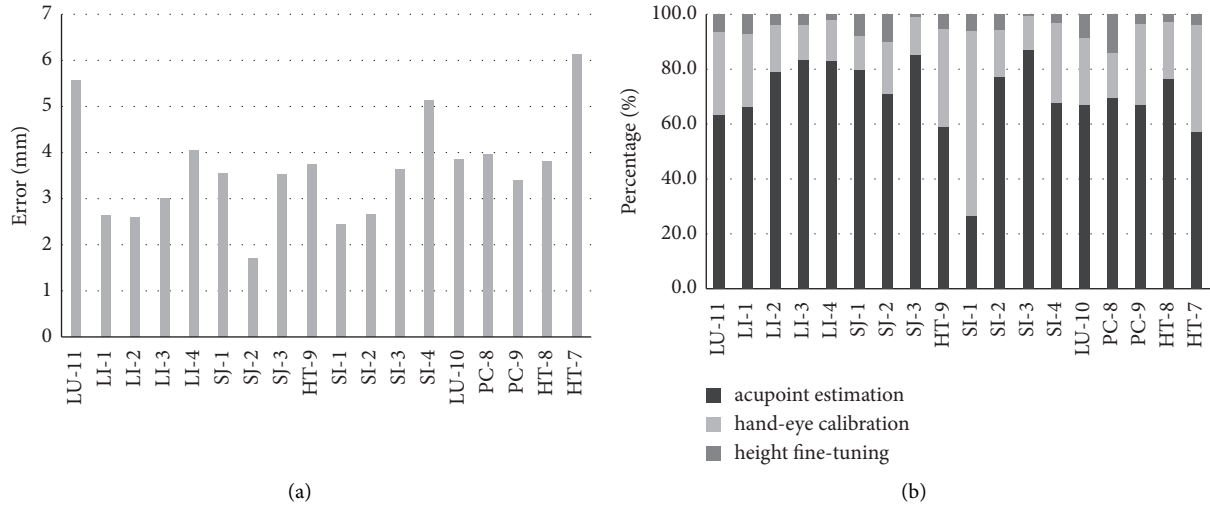 7
6
5
4
3
2
1
0
Error (mm)
LU-11
LI-1
LI-2
LI-3
LI-4
SJ-1
SJ-2
SJ-3
HT-9
SI-1
SI-2
SI-3
SI-4
LU-10
PC-8
PC-9
HT-8
HT-7
(a)
100.0
80.0
60.0
40.0
20.0
0.0
Percentage (%)
LU-11
LI-1
LI-2
LI-3
LI-4
SJ-1
SJ-2
SJ-3
HT-9
SI-1
SI-2
SI-3
SI-4
LU-10
PC-8
PC-9
HT-8
HT-7
acupoint estimation
hand-eye calibration
height fine-tuning
(b)